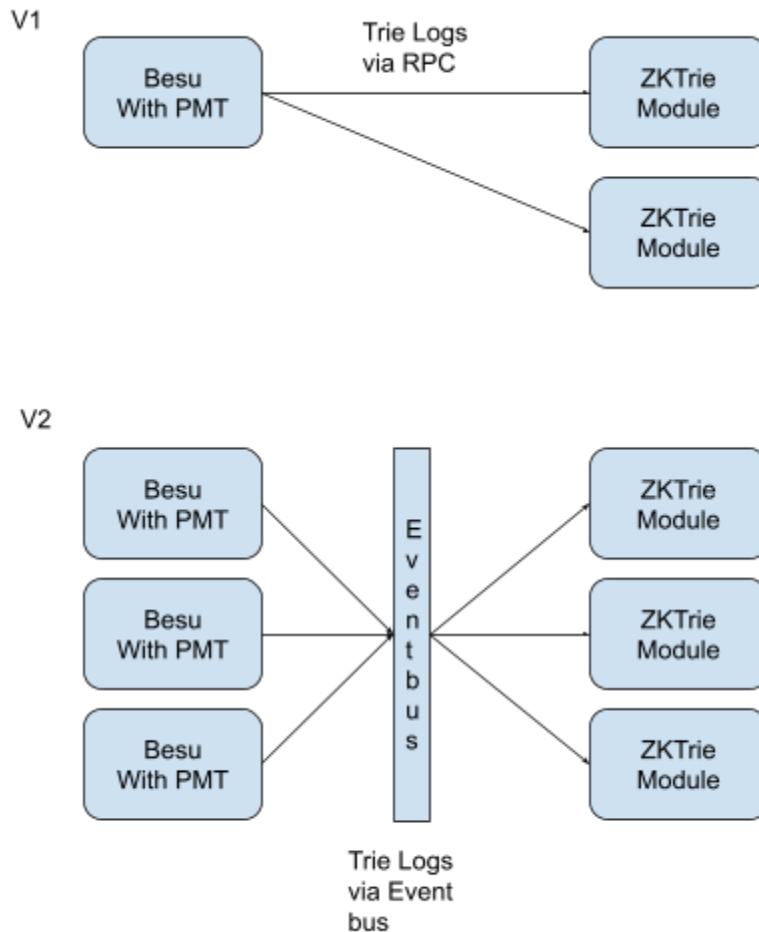 V1
Trie Logs
via RPC
Besu
With PMT
ZKTrie
Module
ZKTrie
Module
V2
Besu
With PMT
Besu
With PMT
Besu
With PMT
Eventbus
ZKTrie
Module
ZKTrie
Module
ZKTrie
Module
Trie Logs
via Event
bus